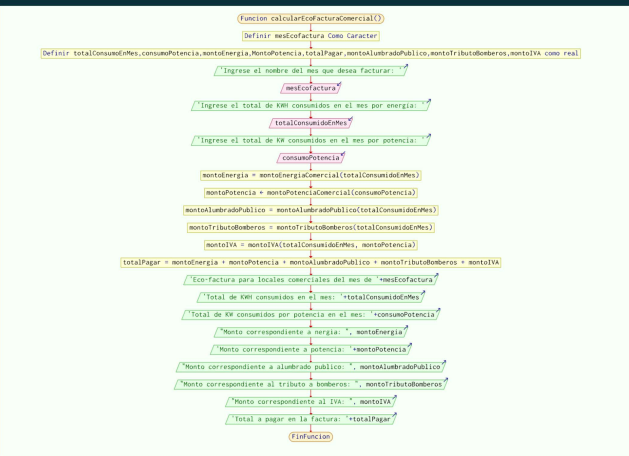 Funcion calcularEcoFacturaComercial()
Definir mesEcofactura Como Caracter
Definir totalConsumoEnMes,consumoPotencia,montoEnergia,MontoPotencia,totalPagar,montoAlumbradoPublico,montoTributoBomberos,montoIVA como real
'Ingrese el nombre del mes que desea facturar: '
mesEcofactura
'Ingrese el total de KWH consumidos en el mes por energia: '
totalConsumidoEnMes
'Ingrese el total de KW consumidos en el mes por potencia: '
consumoPotencia
montoEnergia = montoEnergiaComercial(totalConsumidoEnMes)
montoPotencia ← montoPotenciaComercial(consumoPotencia)
montoAlumbradoPublico = montoAlumbradoPublico(totalConsumidoEnMes)
montoTributoBomberos = montoTributoBomberos(totalConsumidoEnMes)
montoIVA = montoIVA(totalConsumidoEnMes, montoPotencia)
totalPagar = montoEnergia + montoPotencia + montoAlumbradoPublico + montoTributoBomberos + montoIVA
'Eco-factura para locales comerciales del mes de '+mesEcofactura
'Total de KWH consumidos en el mes: '+totalConsumidoEnMes
'Total de KW consumidos por potencia en el mes: '+consumoPotencia
"Monto correspondiente a nergia: ", montoEnergia
'Monto correspondiente a potencia: '+montoPotencia
"Monto correspondiente a alumbrado publico: ", montoAlumbradoPublico
"Monto correspondiente al tributo a bomberos: ", montoTributoBomberos
"Monto correspondiente al IVA: ", montoIVA
'Total a pagar en la factura: '+totalPagar
FinFuncion